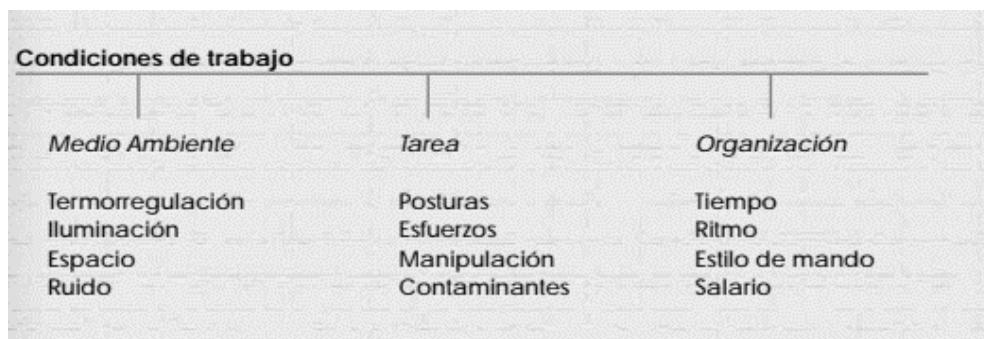 Condiciones de trabajo
Medio Ambiente Tarea Organización
Termorregulación Posturas Tiempo
Iluminación Esfuerzos Ritmo
Espacio Manipulación Estilo de mando
Ruido Contaminantes Salario